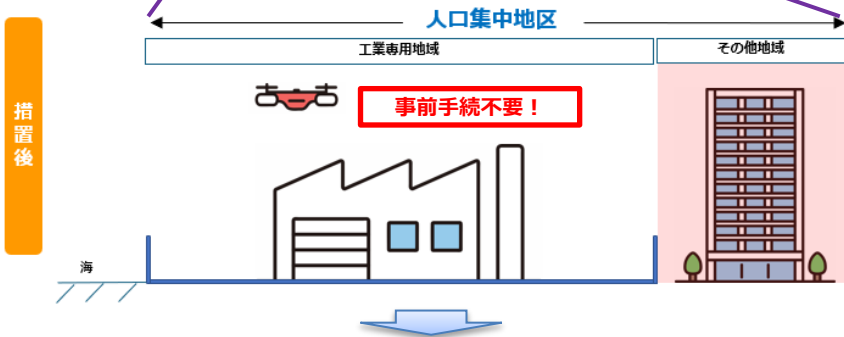 人口集中地区
工業専用地域
その他地域
事前手続不要！
措置後
海